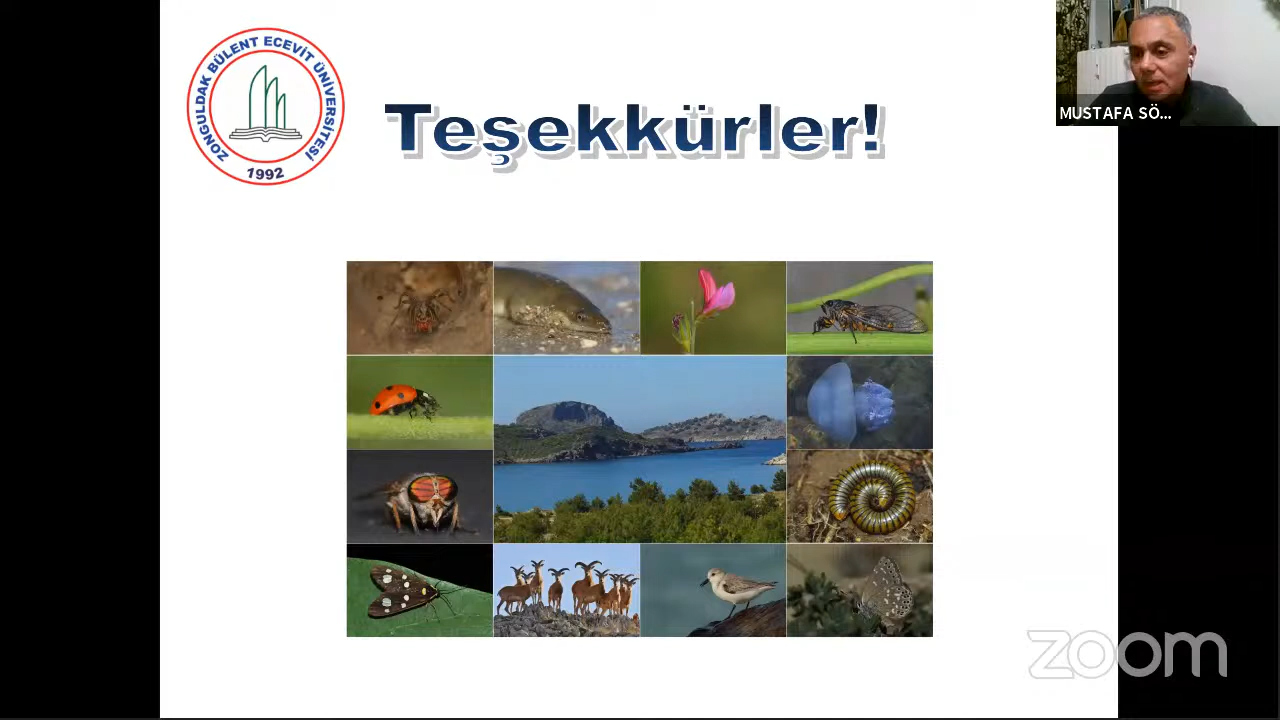 ZONGULDAK BÜLENT ECEVİT ÜNİVERSİTESİ
1992
Teşekkürler!
MUSTAFA SÖ...
zoom